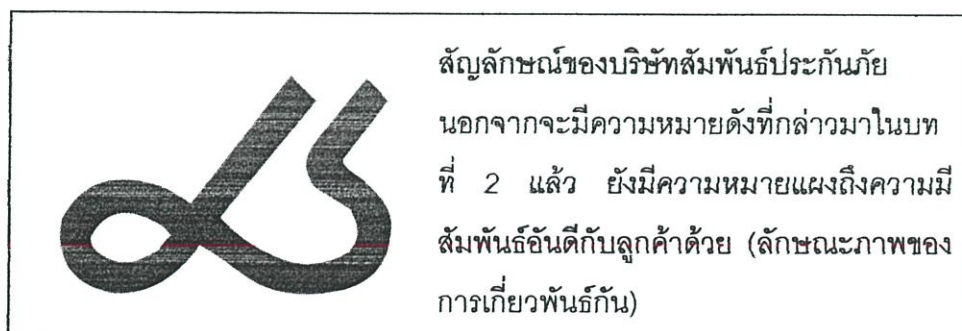 สัญลักษณ์ของบริษัทสัมพันธ์ประกันภัย
นอกจากจะมีความหมายดังที่กล่าวมาในบท
ที่ 2 แล้ว ยังมีความหมายแผงถึงความมี
สัมพันธ์อันดีกับลูกค้าด้วย (ลักษณะภาพของ
การเกี่ยวพันธ์กัน)